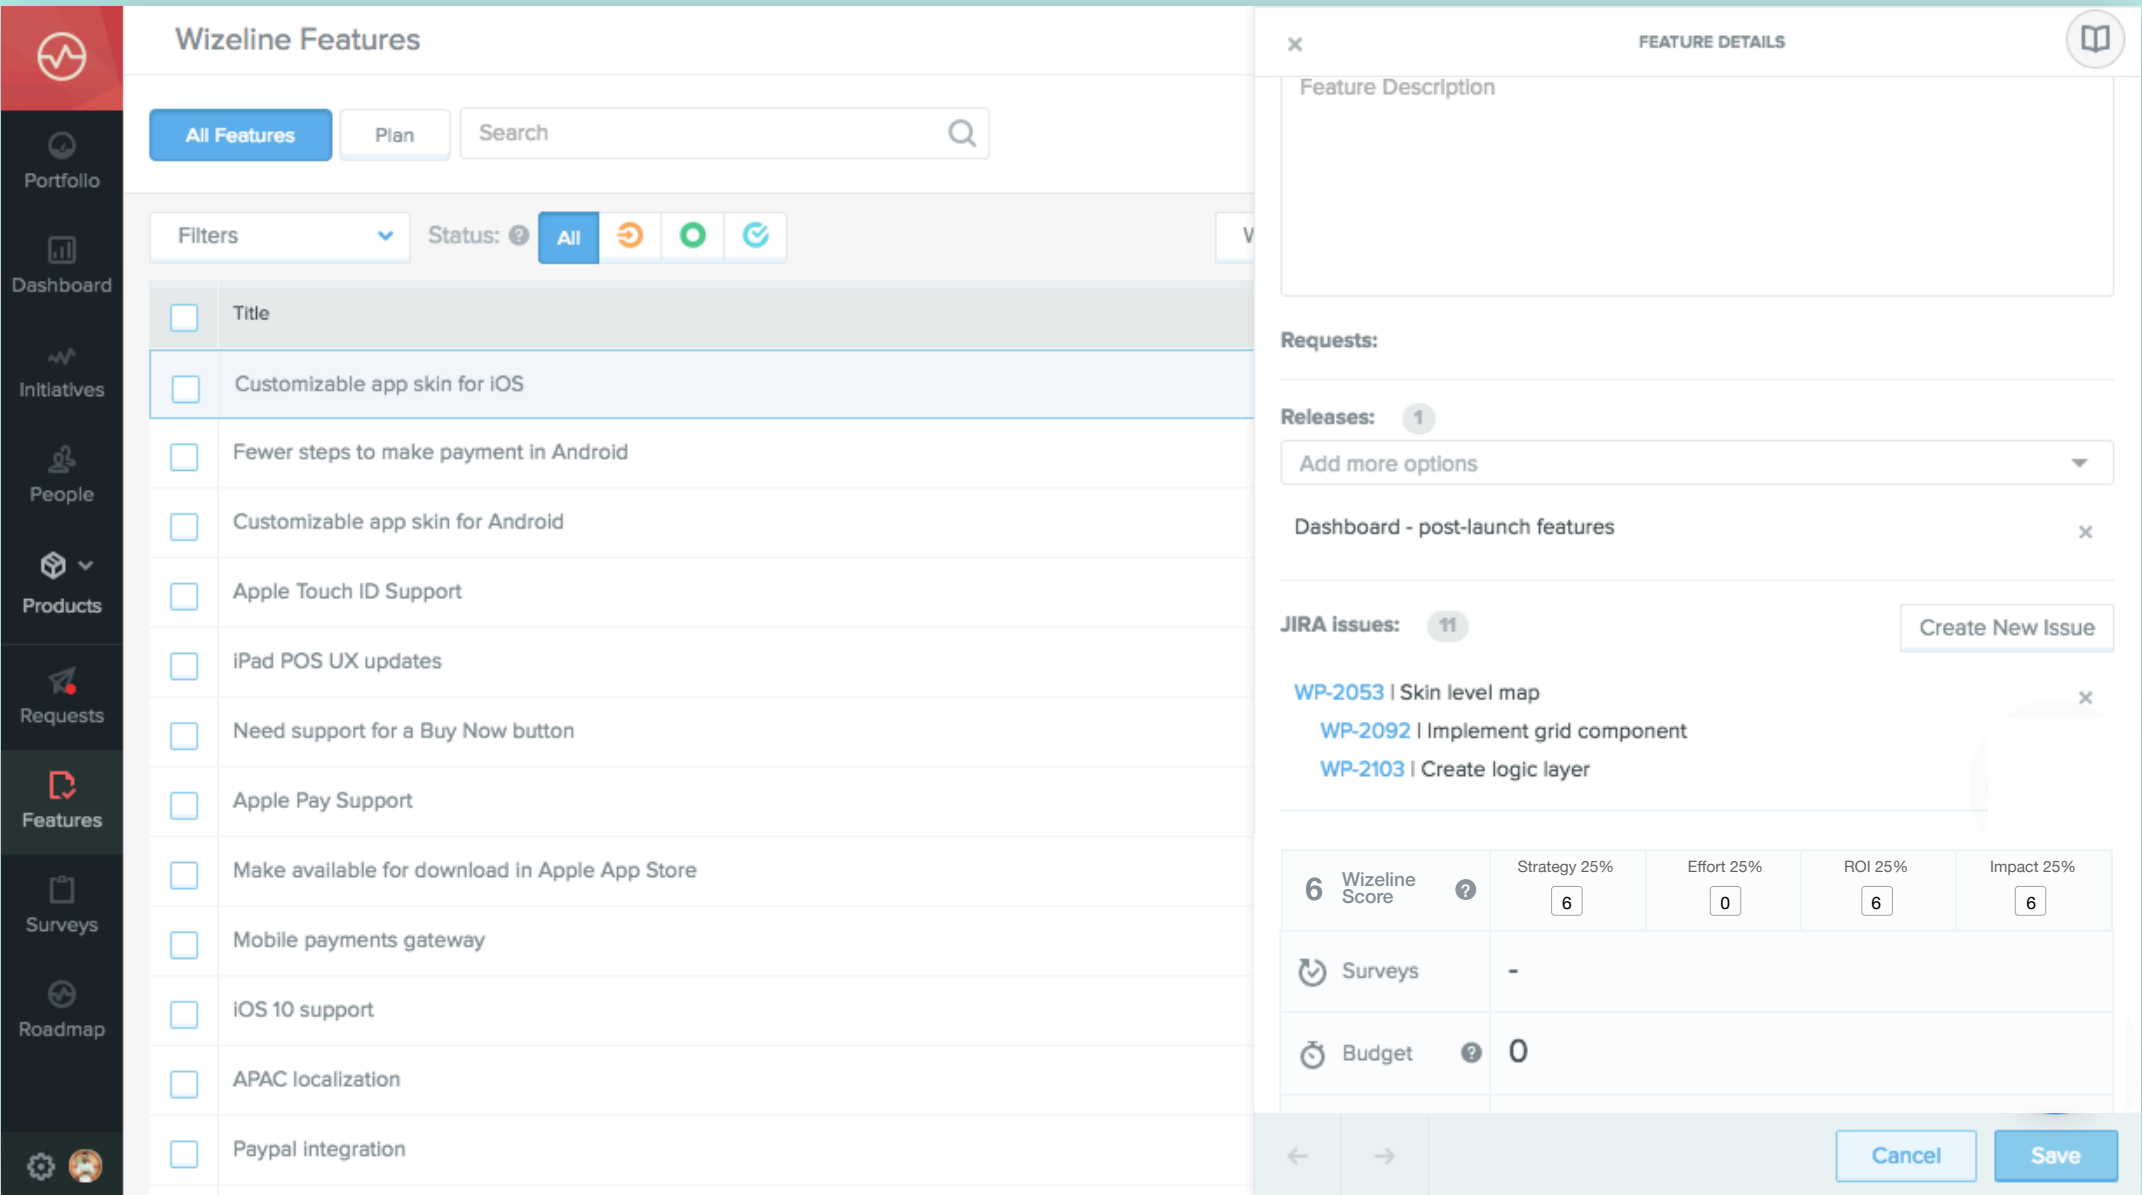 Wizeline Features
All Features
Plan
Search
Filters
Status:
All
Title
Customizable app skin for iOS
Fewer steps to make payment in Android
Customizable app skin for Android
Apple Touch ID Support
iPad POS UX updates
Need support for a Buy Now button
Apple Pay Support
Make available for download in Apple App Store
Mobile payments gateway
iOS 10 support
APAC localization
Paypal integration
Portfolio
Dashboard
Initiatives
People
Products
Requests
Features
Surveys
Roadmap
FEATURE DETAILS
Feature Description
Requests:
Releases: 1
Add more options
Dashboard - post-launch features
JIRA issues: 11
Create New Issue
WP-2053 | Skin level map
WP-2092 | Implement grid component
WP-2103 | Create logic layer
6 Wizeline Score
Strategy 25%
6
Effort 25%
0
ROI 25%
6
Impact 25%
6
Surveys -
Budget 0
Cancel
Save